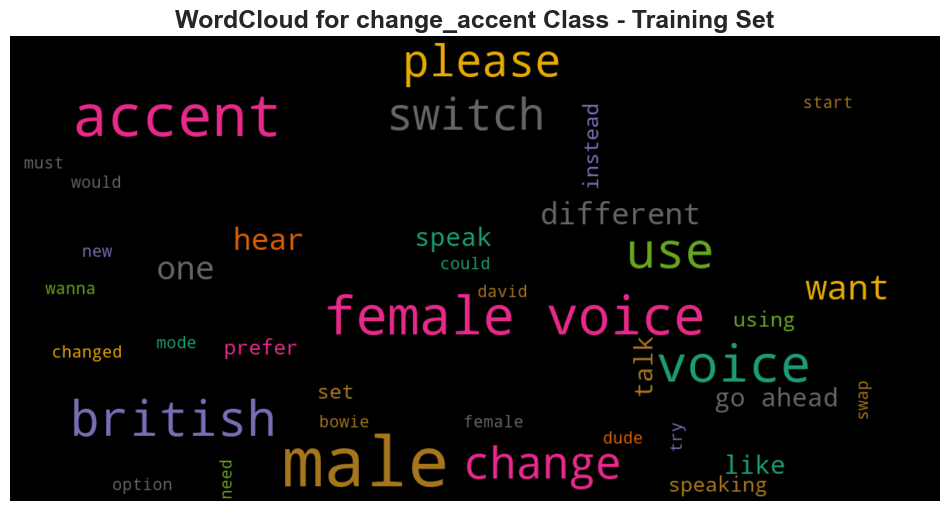 WordCloud for change_accent Class - Training Set
please
accent
switch
start
instead
must
would
different
hear
speak
use
new
could
one
wanna
david
want
female voice
using
mode
prefer
changed
talk
voice
set
go ahead
swap
british
bowie
female
dude
try
male
change
like
need
option
speaking